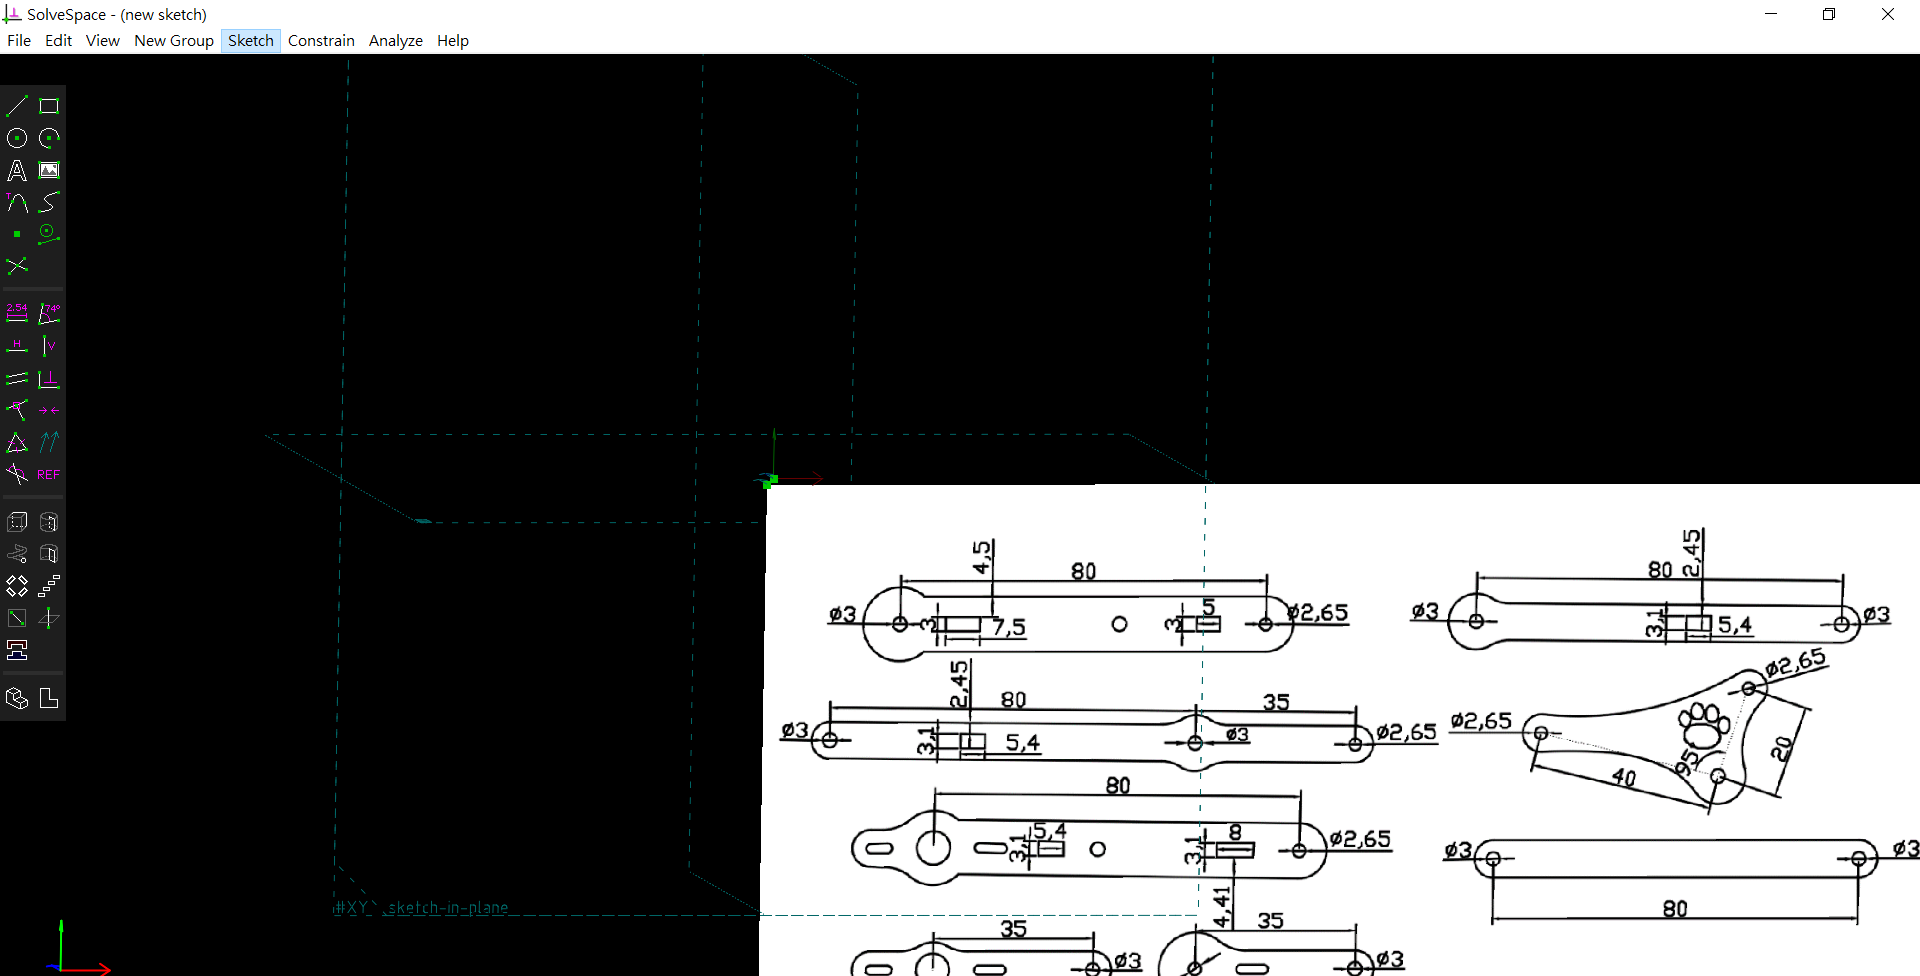 SolveSpace - (new sketch)
File Edit View New Group Sketch Constrain Analyze Help
A
T
2.54 74°
H V
REF
4,5
80
5
ø3 3 7,5 3 ø2,65
2,45
80
ø3 3,1 5,4 ø3
2,45
80 35
ø3 3,1 5,4 ø3 ø2,65
ø2,65
ø2,65
95
20
40
80
5,4 8
3,1 3,1 ø2,65
4,41
ø3 ø3
80
#XY sketch-in-plane
35 35
ø3 ø3